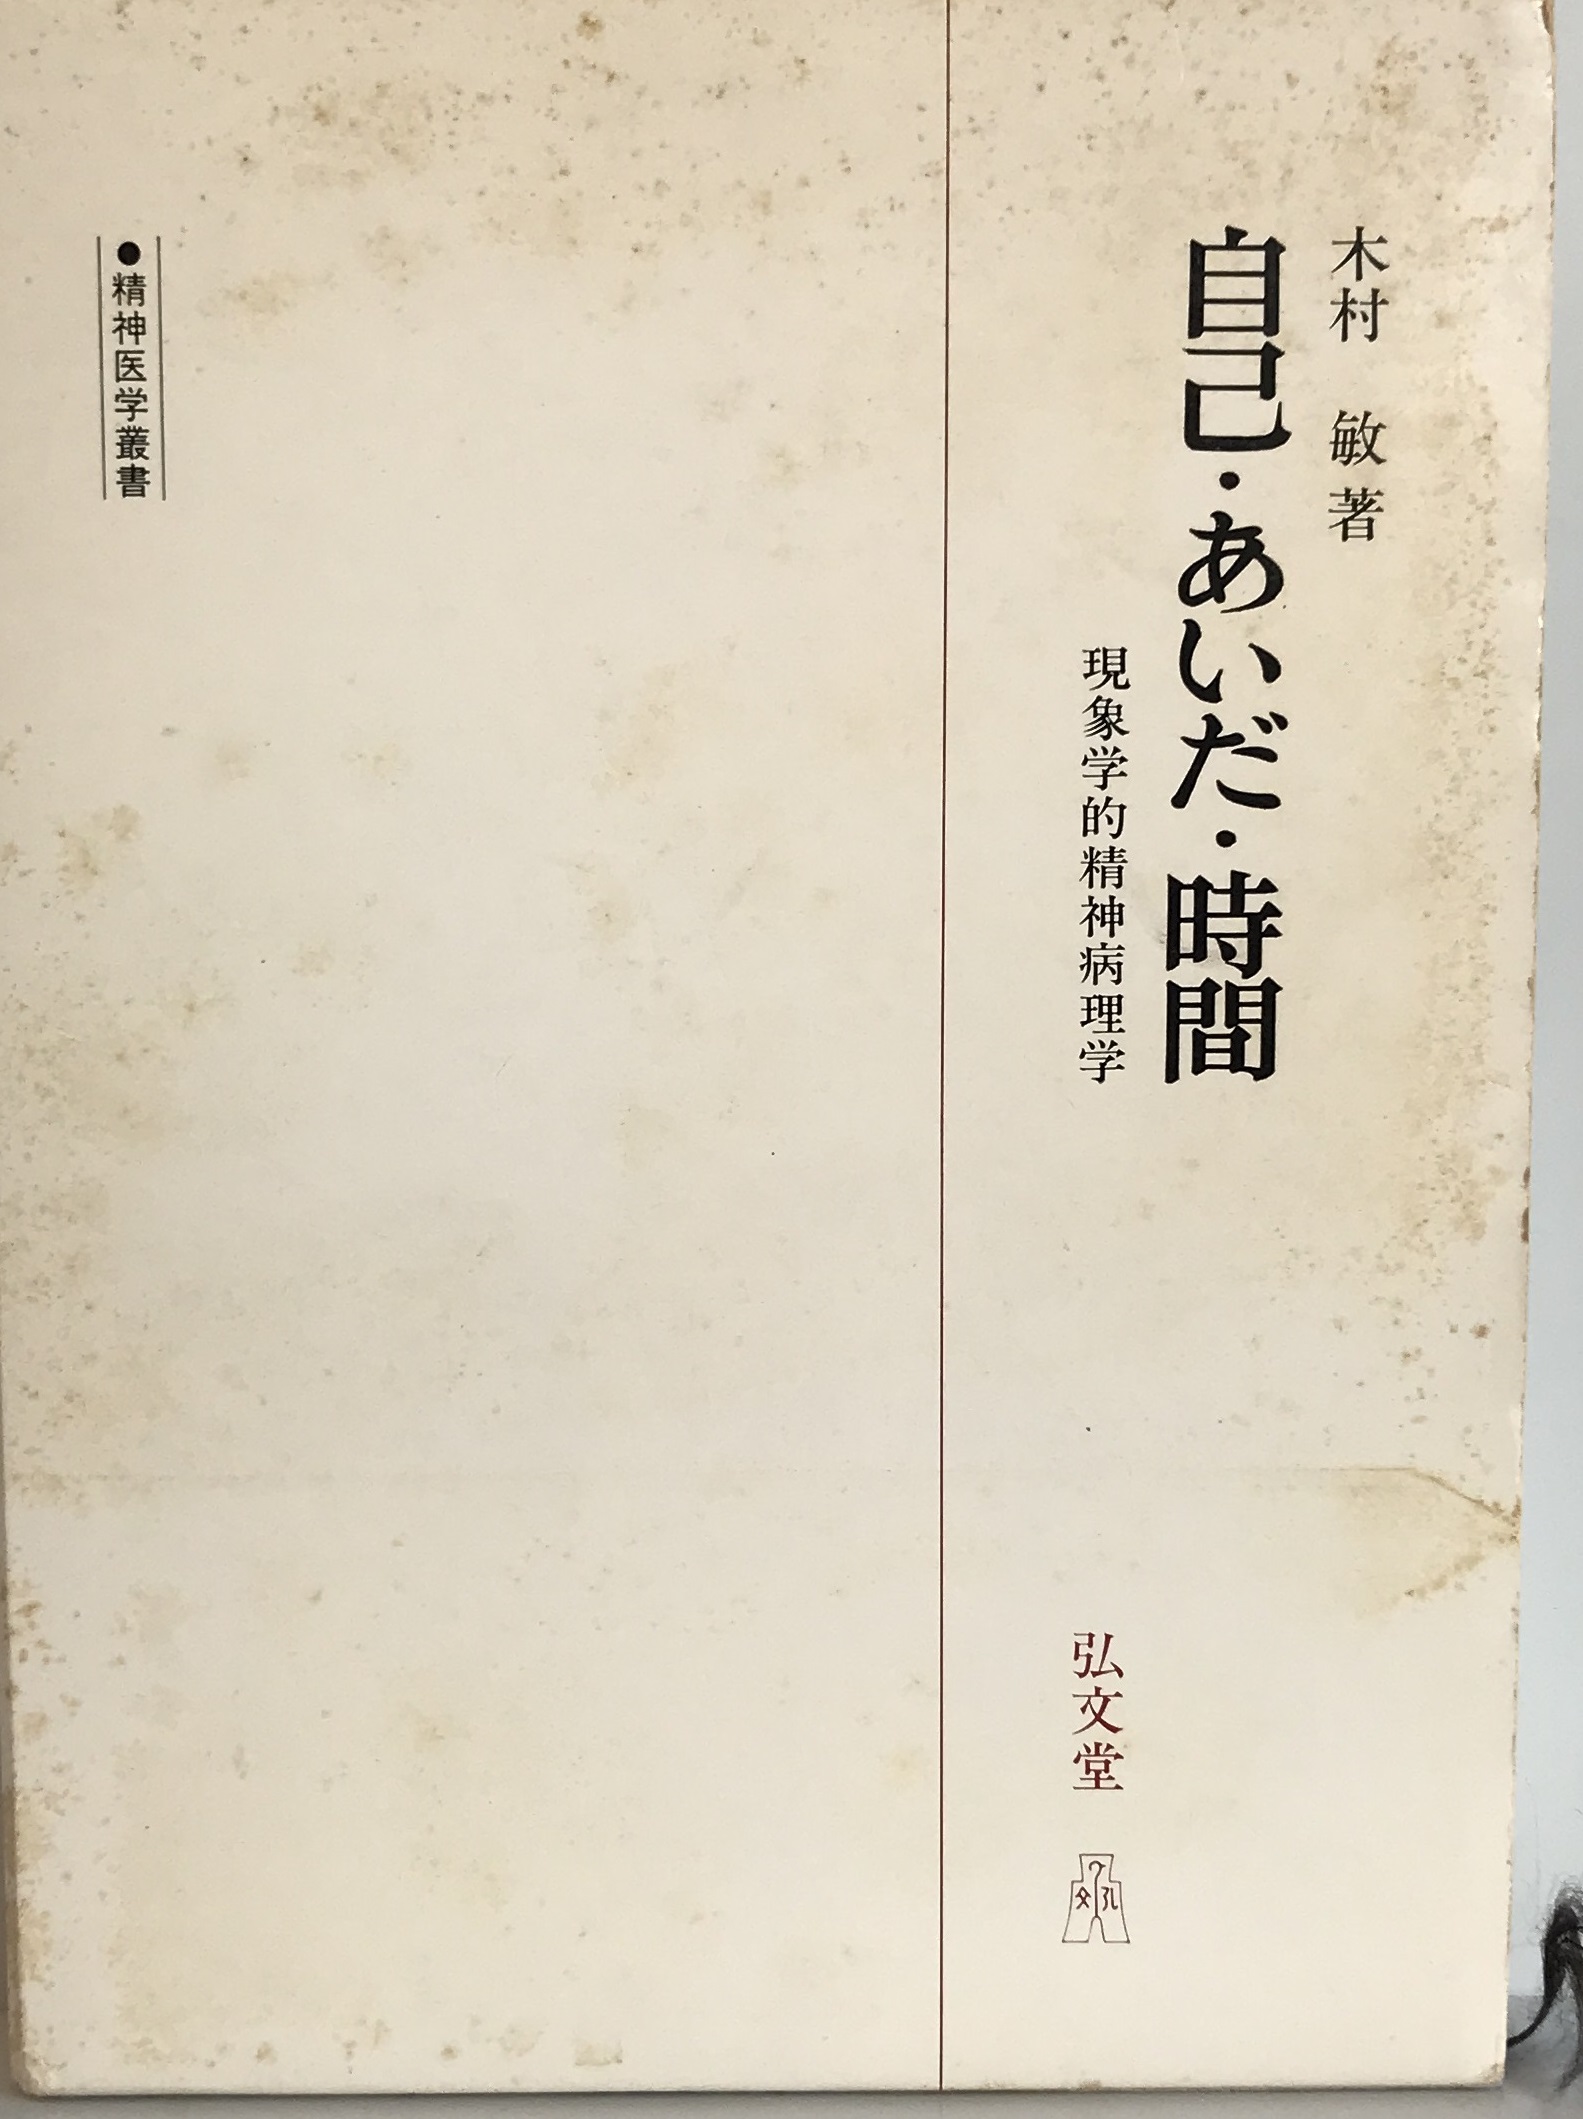 木村 敏 著
自己・あいだ・時間
現象学的精神病理学
弘文堂
●精神医学叢書